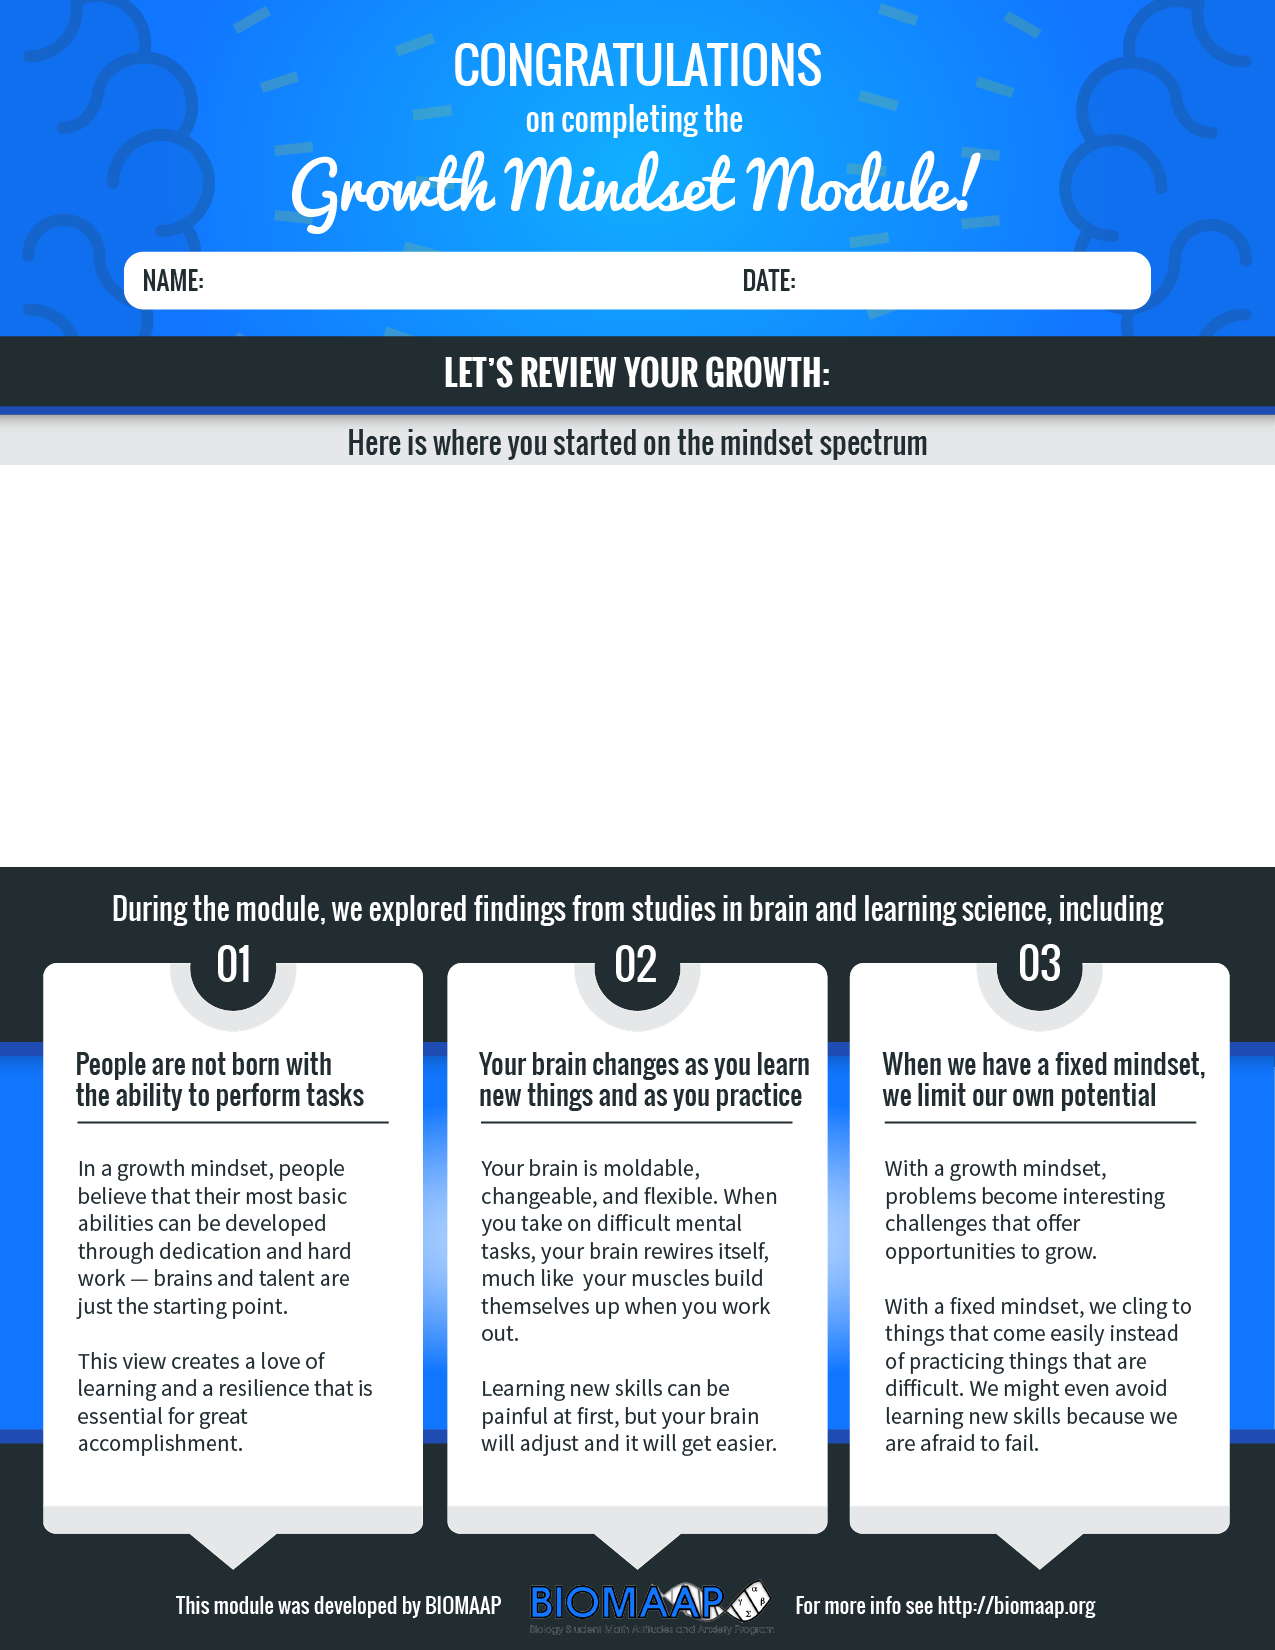 CONGRATULATIONS
on completing the
Growth Mindset Module!
NAME:
DATE:
LET'S REVIEW YOUR GROWTH:
Here is where you started on the mindset spectrum
During the module, we explored findings from studies in brain and learning science, including
01
People are not born with
the ability to perform tasks
In a growth mindset, people
believe that their most basic
abilities can be developed
through dedication and hard
work — brains and talent are
just the starting point.
This view creates a love of
learning and a resilience that is
essential for great
accomplishment.
02
Your brain changes as you learn
new things and as you practice
Your brain is moldable,
changeable, and flexible. When
you take on difficult mental
tasks, your brain rewires itself,
much like  your muscles build
themselves up when you work
out.
Learning new skills can be
painful at first, but your brain
will adjust and it will get easier.
03
When we have a fixed mindset,
we limit our own potential
With a growth mindset,
problems become interesting
challenges that offer
opportunities to grow.
With a fixed mindset, we cling to
things that come easily instead
of practicing things that are
difficult. We might even avoid
learning new skills because we
are afraid to fail.
This module was developed by BIOMAAP
BIOMAAP
α
γ β
Σ
Biology Student Math Attitudes and Anxiety Program
For more info see http://biomaap.org